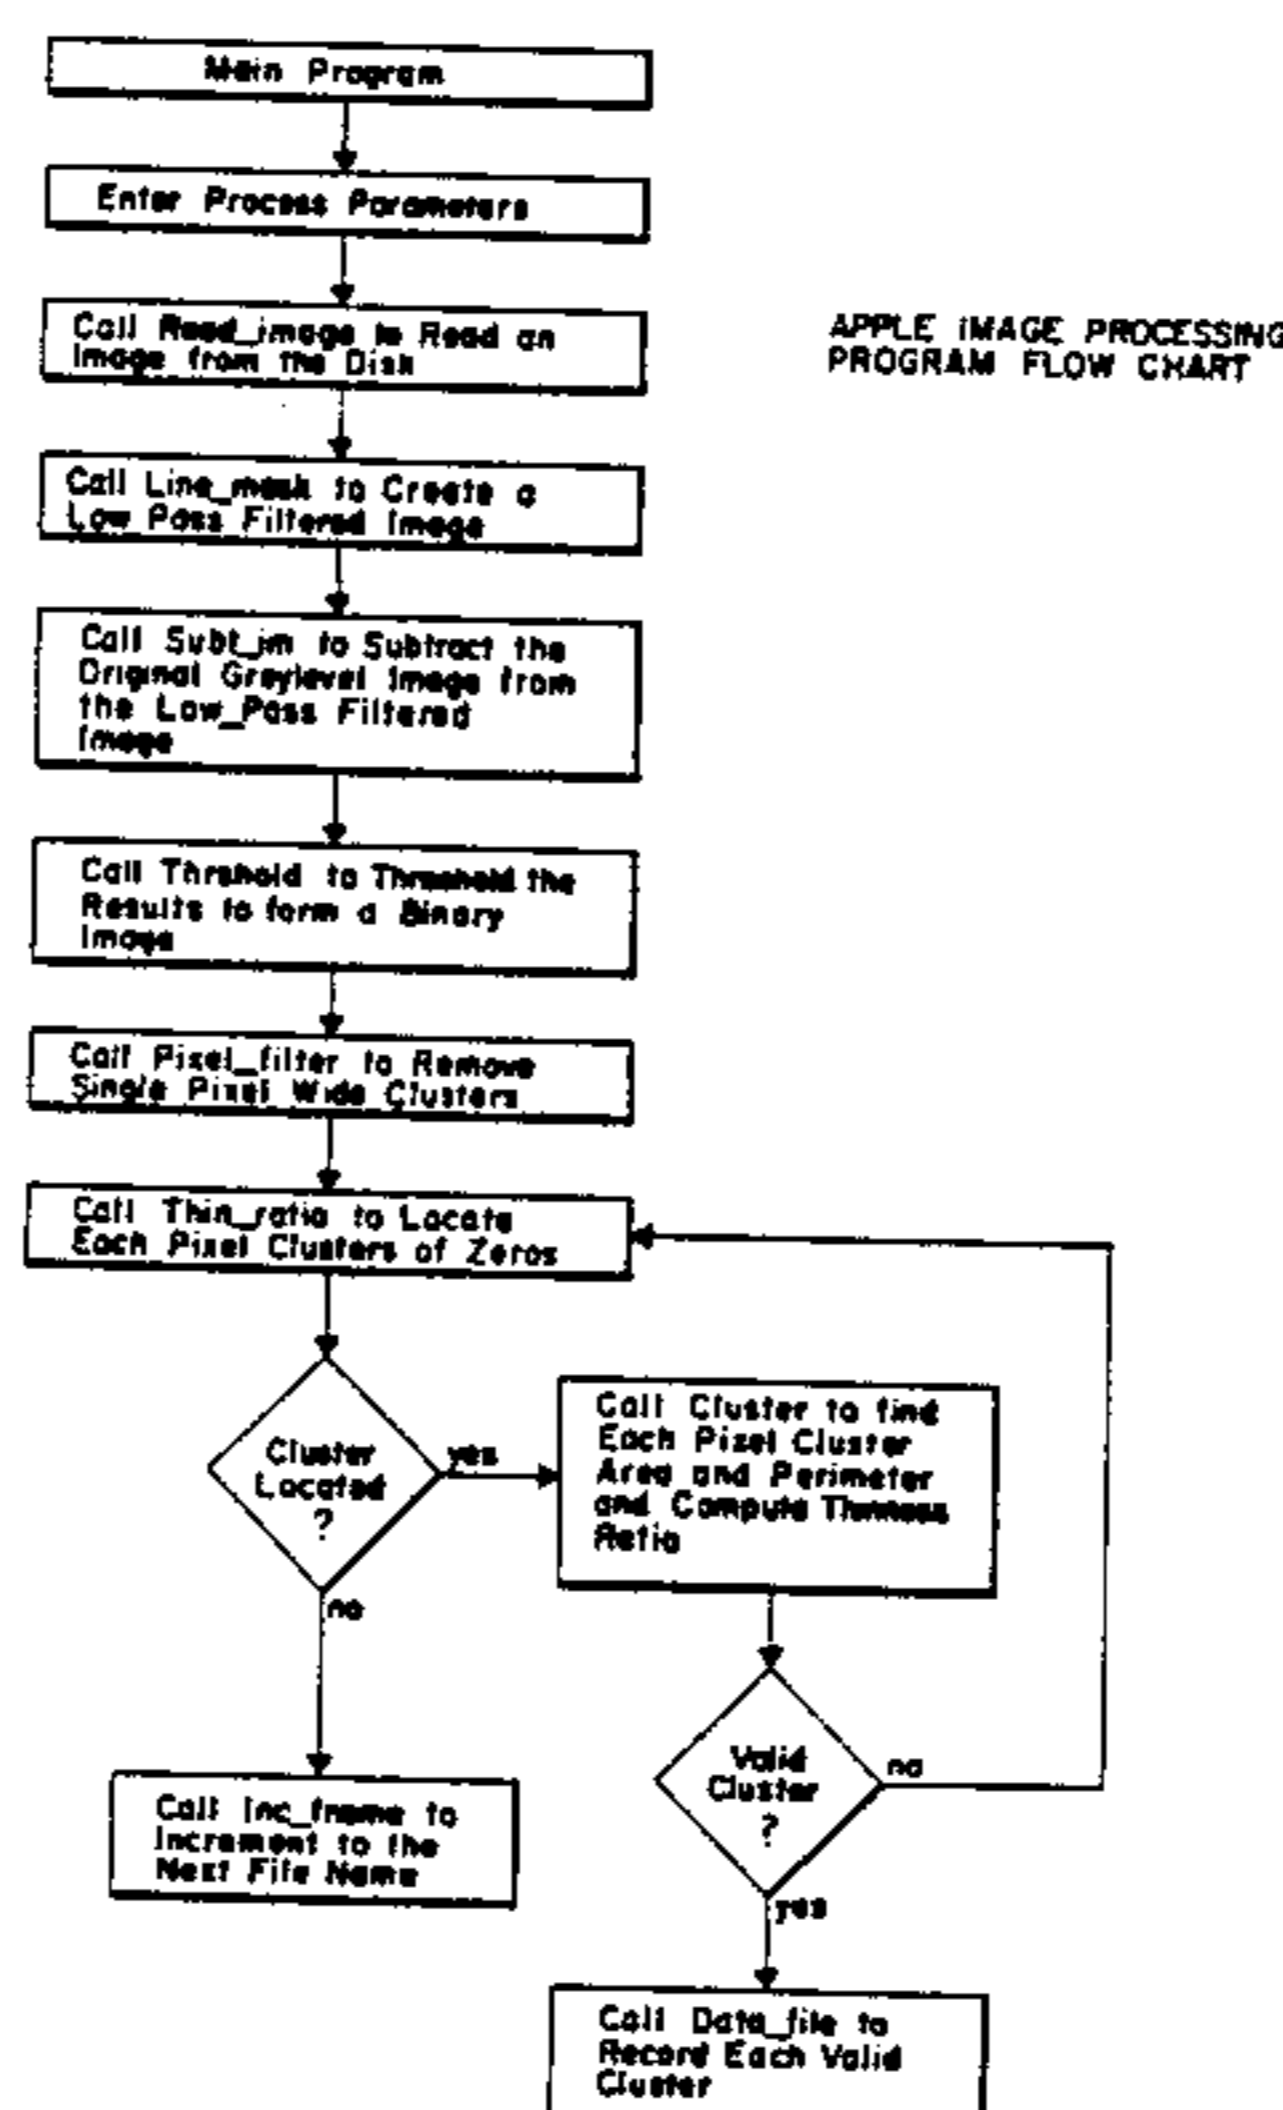 Main Program
Enter Process Parameters
Call Read_image to Read an
Image from the Disk
APPLE IMAGE PROCESSING
PROGRAM FLOW CHART
Call Line_mask to Create a
Low Pass Filtered Image
Call Subt_im to Subtract the
Original Greylevel Image from
the Low_Pass Filtered
Image
Call Thrshold to Threshold the
Results to form a Binary
Image
Call Pixel_filter to Remove
Single Pixel Wide Clusters
Call Thin_ratio to Locate
Each Pixel Clusters of Zeros
Cluster
Located
?
yes
no
Call Cluster to find
Each Pixel Cluster
Area and Perimeter
and Compute Thinness
Ratio
Valid
Cluster
?
no
yes
Call Inc_fname to
Increment to the
Next File Name
Call Data_file to
Record Each Valid
Cluster